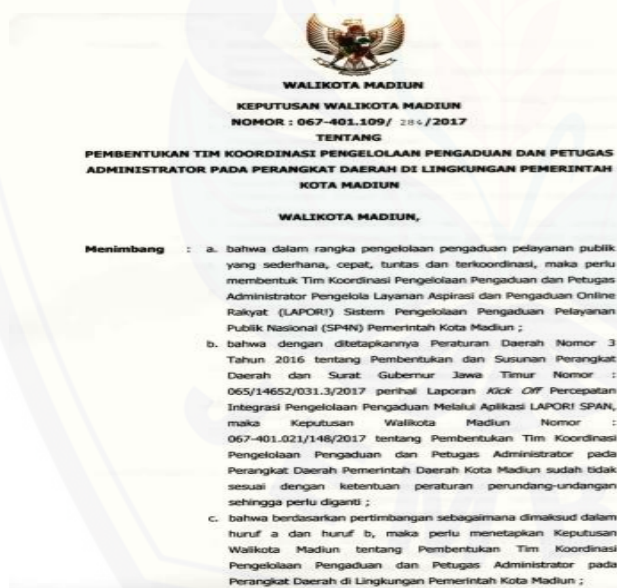 WALIKOTA MADIUN
KEPUTUSAN WALIKOTA MADIUN
NOMOR : 067-401.109/ 284/2017
TENTANG
PEMBENTUKAN TIM KOORDINASI PENGELOLAAN PENGADUAN DAN PETUGAS
ADMINISTRATOR PADA PERANGKAT DAERAH DI LINGKUNGAN PEMERINTAH
KOTA MADIUN
WALIKOTA MADIUN,
Menimbang : a. bahwa dalam rangka pengelolaan pengaduan pelayanan publik
yang sederhana, cepat, tuntas dan terkoordinasi, maka perlu
membentuk Tim Koordinasi Pengelolaan Pengaduan dan Petugas
Administrator Pengelola Layanan Aspirasi dan Pengaduan Online
Rakyat (LAPOR!) Sistem Pengelolaan Pengaduan Pelayanan
Publik Nasional (SP4N) Pemerintah Kota Madiun ;
b. bahwa dengan ditetapkannya Peraturan Daerah Nomor 3
Tahun 2016 tentang Pembentukan dan Susunan Perangkat
Daerah dan Surat Gubernur Jawa Timur Nomor :
065/14652/031.3/2017 perihal Laporan Kick Off Percepatan
Integrasi Pengelolaan Pengaduan Melalui Aplikasi LAPOR! SPAN,
maka Keputusan Walikota Madiun Nomor :
067-401.021/148/2017 tentang Pembentukan Tim Koordinasi
Pengelolaan Pengaduan dan Petugas Administrator pada
Perangkat Daerah Pemerintah Daerah Kota Madiun sudah tidak
sesuai dengan ketentuan peraturan perundang-undangan
sehingga perlu diganti ;
c. bahwa berdasarkan pertimbangan sebagaimana dimaksud dalam
huruf a dan huruf b, maka perlu menetapkan Keputusan
Walikota Madiun tentang Pembentukan Tim Koordinasi
Pengelolaan Pengaduan dan Petugas Administrator pada
Perangkat Daerah di Lingkungan Pemerintah Kota Madiun ;